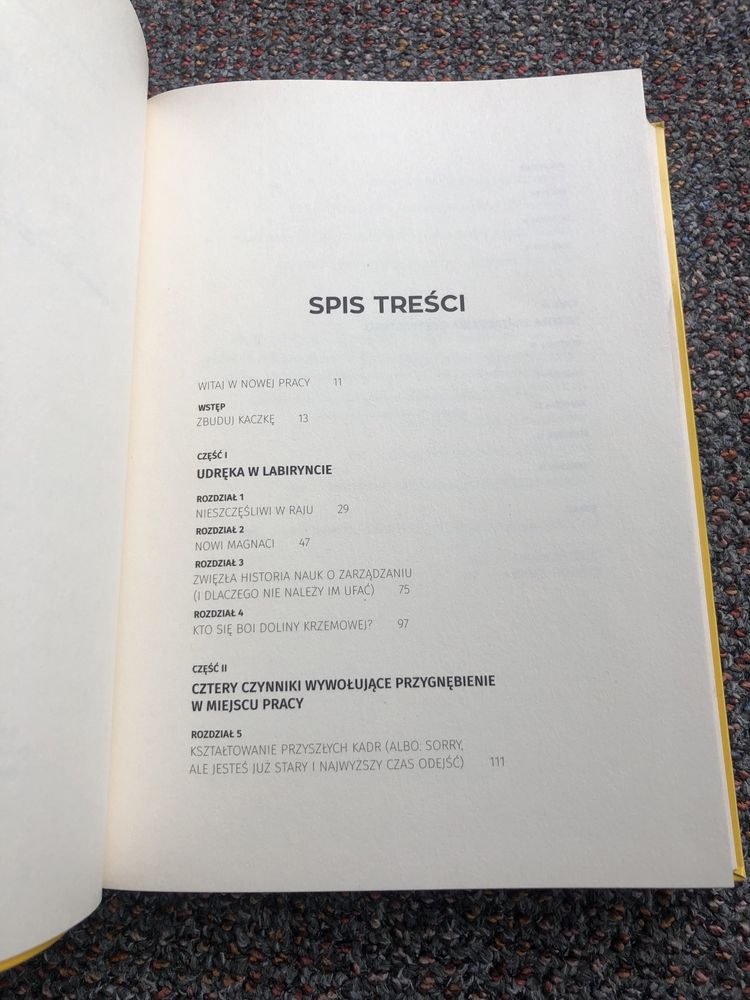 SPIS TREŚCI
WITAJ W NOWEJ PRACY 11
WSTĘP
ZBUDUJ KACZKĘ 13
CZĘŚĆ I
UDRĘKA W LABIRYNCIE
ROZDZIAŁ 1
NIESZCZĘŚLIWI W RAJU 29
ROZDZIAŁ 2
NOWI MAGNACI 47
ROZDZIAŁ 3
ZWIĘZŁA HISTORIA NAUK O ZARZĄDZANIU
(I DLACZEGO NIE NALEŻY IM UFAĆ) 75
ROZDZIAŁ 4
KTO SIĘ BOI DOLINY KRZEMOWEJ? 97
CZĘŚĆ II
CZTERY CZYNNIKI WYWOŁUJĄCE PRZYGNĘBIENIE
W MIEJSCU PRACY
ROZDZIAŁ 5
KSZTAŁTOWANIE PRZYSZŁYCH KADR (ALBO: SORRY,
ALE JESTEŚ JUŻ STARY I NAJWYŻSZY CZAS ODEJŚĆ) 111